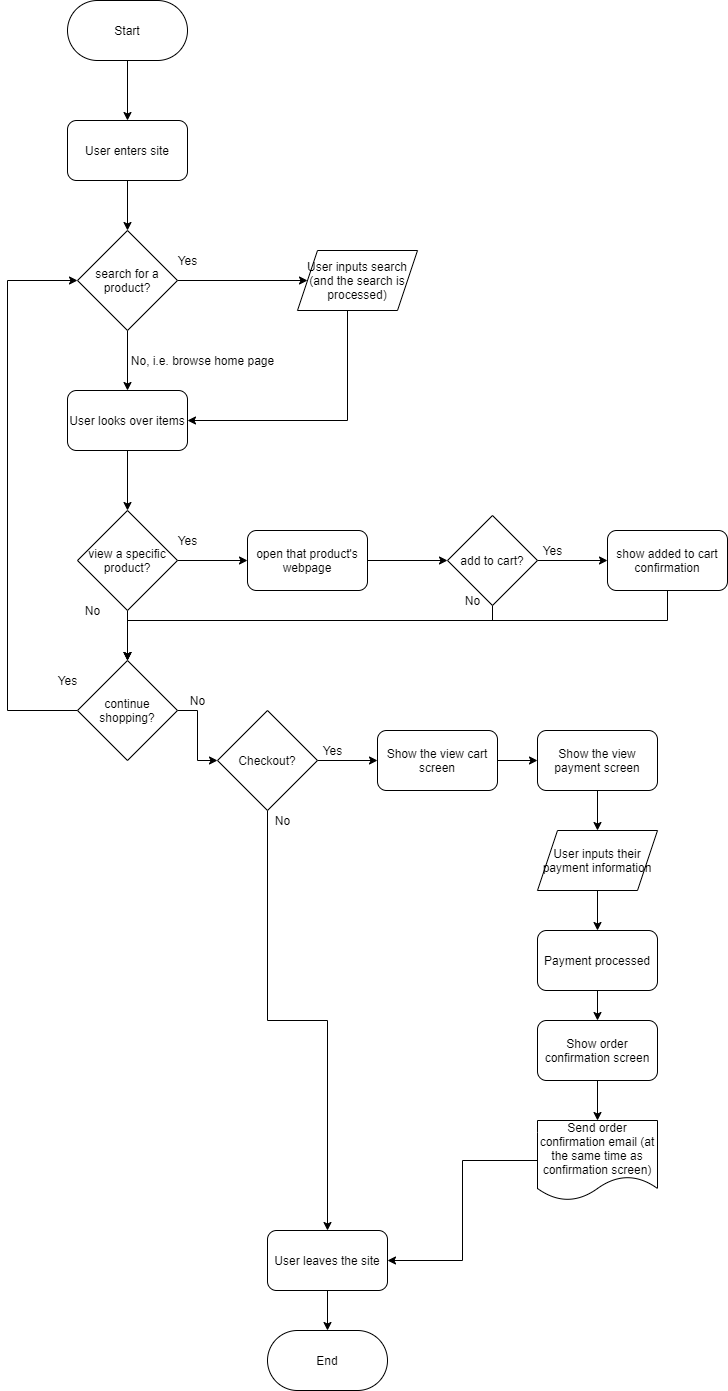 Start
User enters site
search for a
product?
Yes
User inputs search
(and the search is
processed)
No, i.e. browse home page
User looks over items
view a specific
product?
Yes
open that product's
webpage
add to cart?
Yes
show added to cart
confirmation
No
No
continue
shopping?
Yes
No
Checkout?
Yes
Show the view cart
screen
Show the view
payment screen
No
User inputs their
payment information
Payment processed
Show order
confirmation screen
Send order
confirmation email (at
the same time as
confirmation screen)
User leaves the site
End